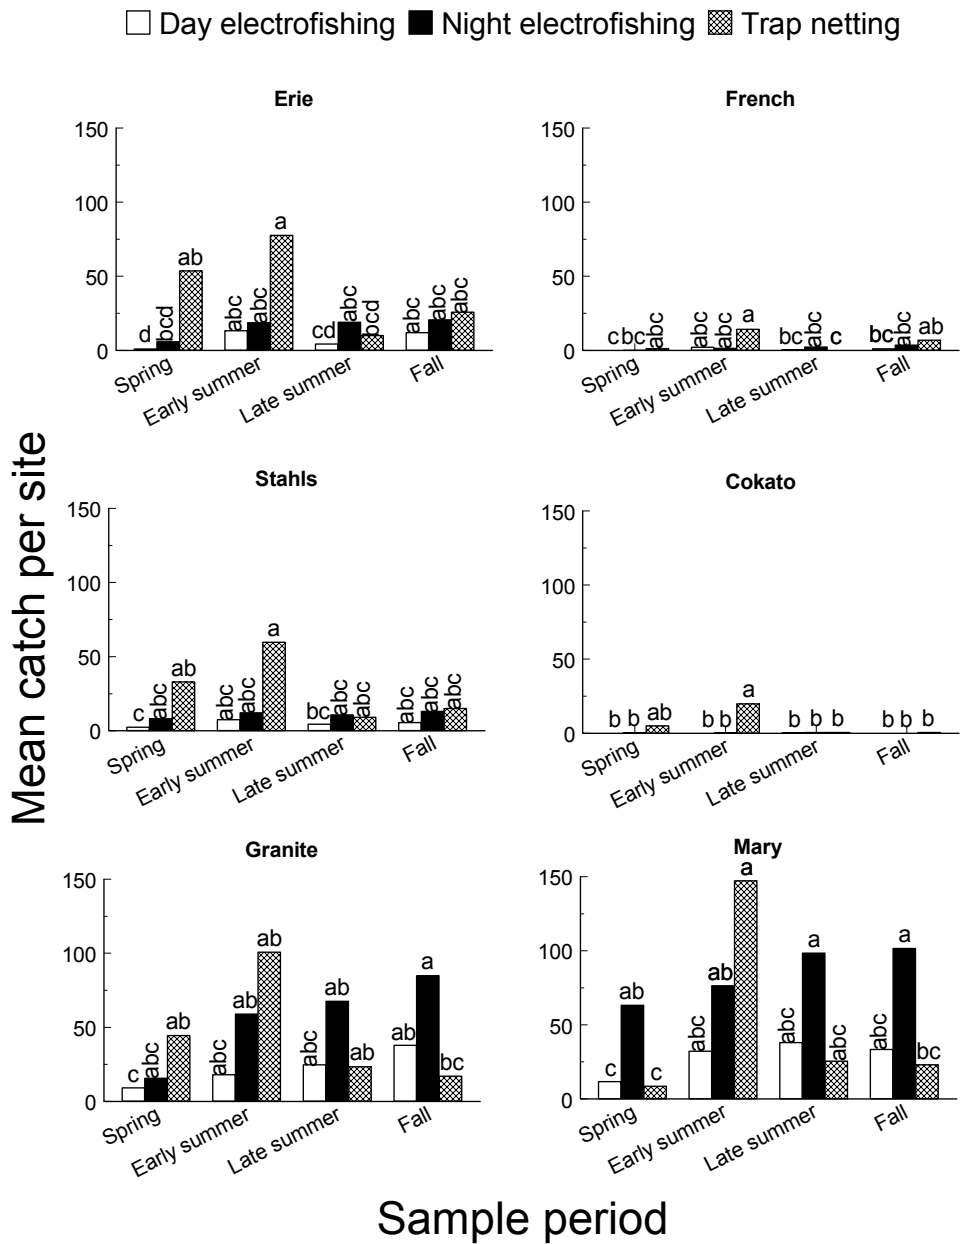 Day electrofishing Night electrofishing Trap netting
Erie
150
100
50
0
d bcd ab
abc abc a
cd abc bcd
abc abc abc
Spring
Early summer
Late summer
Fall
French
150
100
50
0
c bc abc
abc abc a
bc abc c
bc abc ab
Spring
Early summer
Late summer
Fall
Mean catch per site
Stahls
150
100
50
0
c abc ab
abc abc a
bc abc abc
abc abc abc
Spring
Early summer
Late summer
Fall
Cokato
150
100
50
0
b b ab
b b a
b b b
b b b
Spring
Early summer
Late summer
Fall
Granite
150
100
50
0
c abc ab
abc ab ab
abc ab ab
ab a bc
Spring
Early summer
Late summer
Fall
Mary
150
100
50
0
c ab c
abc ab a
abc a abc
abc a bc
Spring
Early summer
Late summer
Fall
Sample period